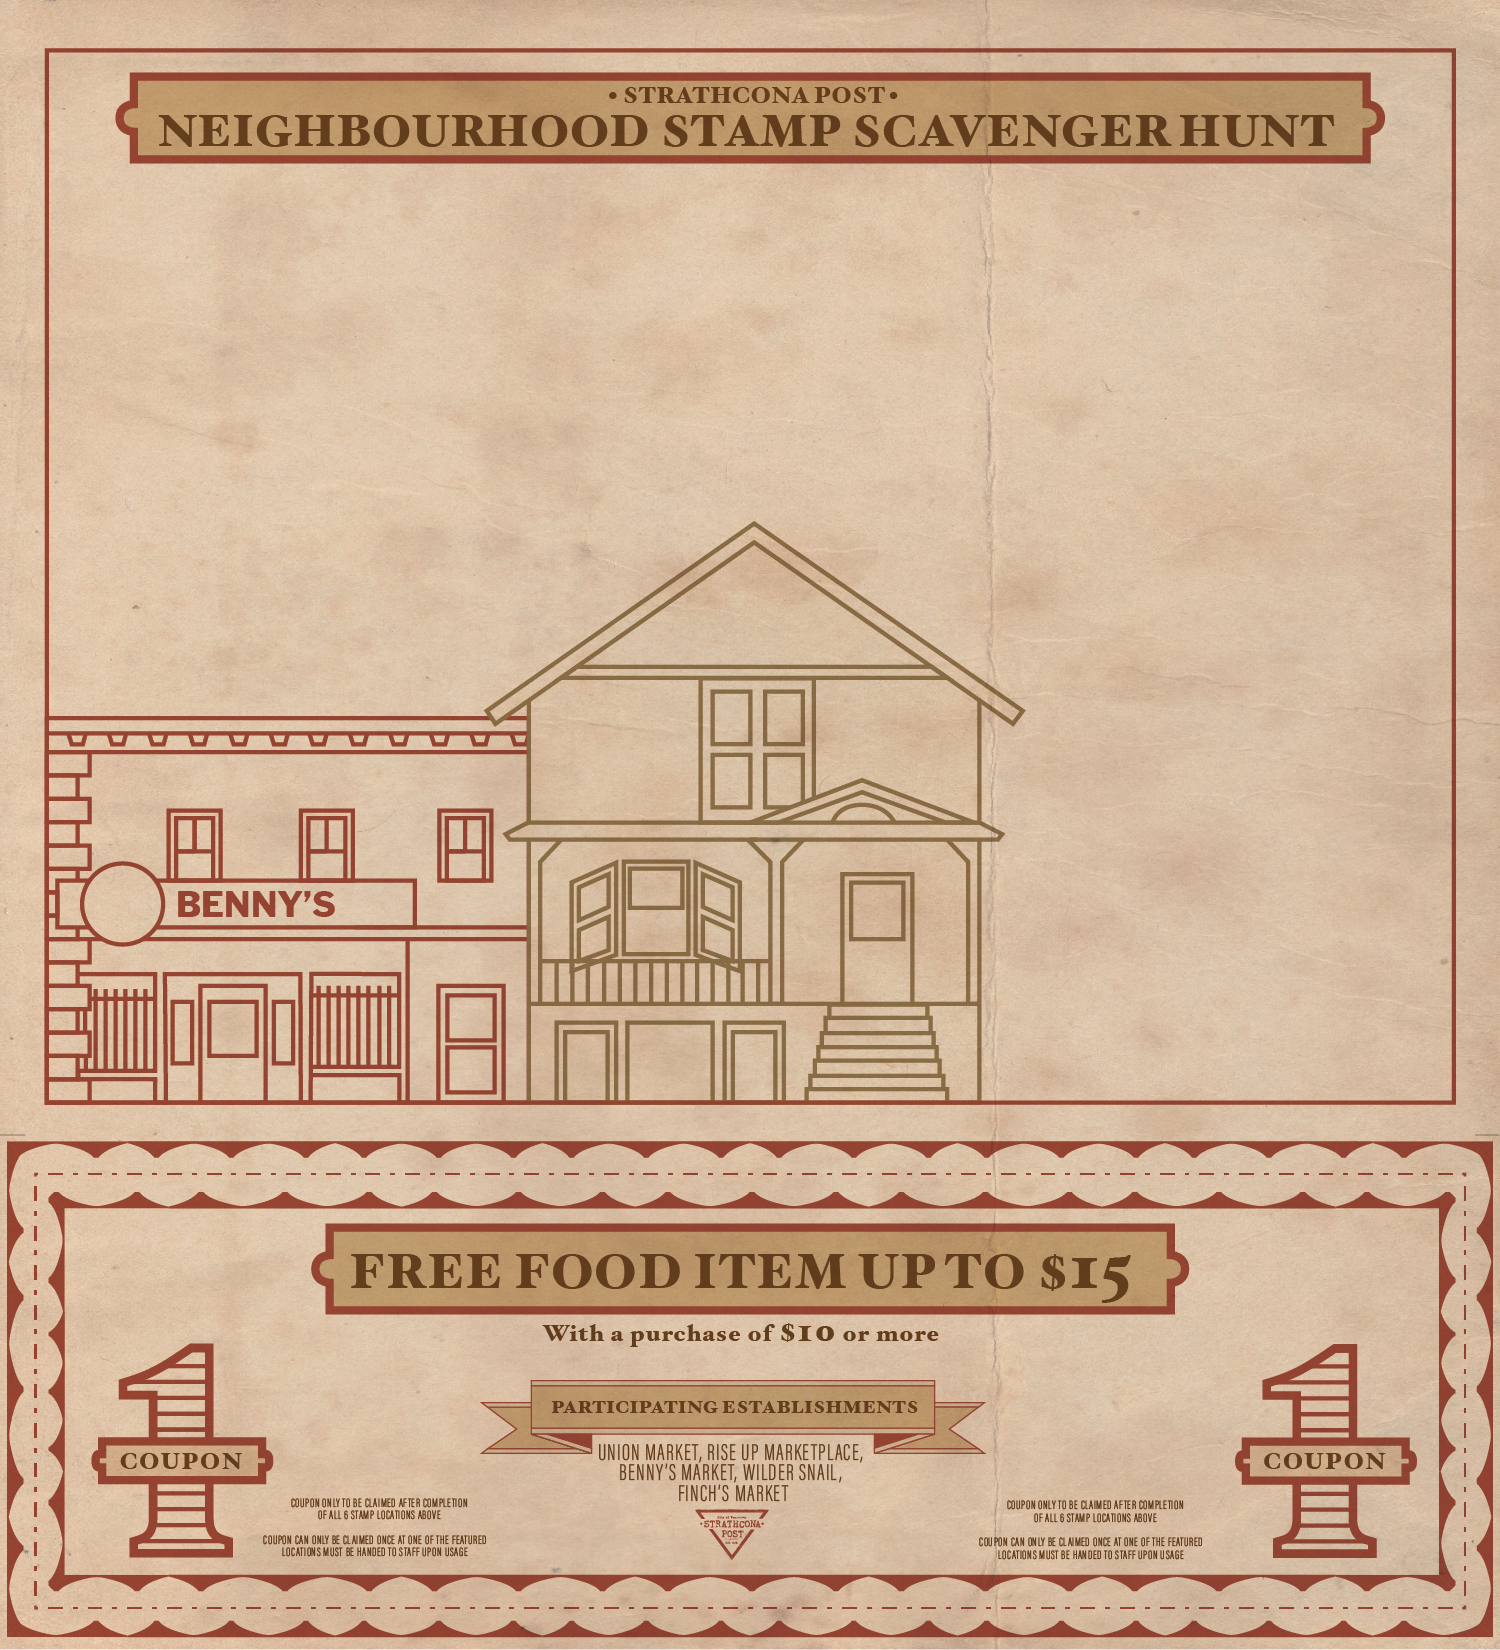 • STRATHCONA POST •
NEIGHBOURHOOD STAMP SCAVENGER HUNT
BENNY'S
FREE FOOD ITEM UP TO $15
With a purchase of $10 or more
PARTICIPATING ESTABLISHMENTS
UNION MARKET, RISE UP MARKETPLACE,
BENNY'S MARKET, WILDER SNAIL,
FINCH'S MARKET
COUPON
COUPON ONLY TO BE CLAIMED AFTER COMPLETION
OF ALL 6 STAMP LOCATIONS ABOVE
COUPON CAN ONLY BE CLAIMED ONCE AT ONE OF THE FEATURED
LOCATIONS MUST BE HANDED TO STAFF UPON USAGE
STRATHCONA
POST
COUPON ONLY TO BE CLAIMED AFTER COMPLETION
OF ALL 6 STAMP LOCATIONS ABOVE
COUPON CAN ONLY BE CLAIMED ONCE AT ONE OF THE FEATURED
LOCATIONS MUST BE HANDED TO STAFF UPON USAGE
1
COUPON
1